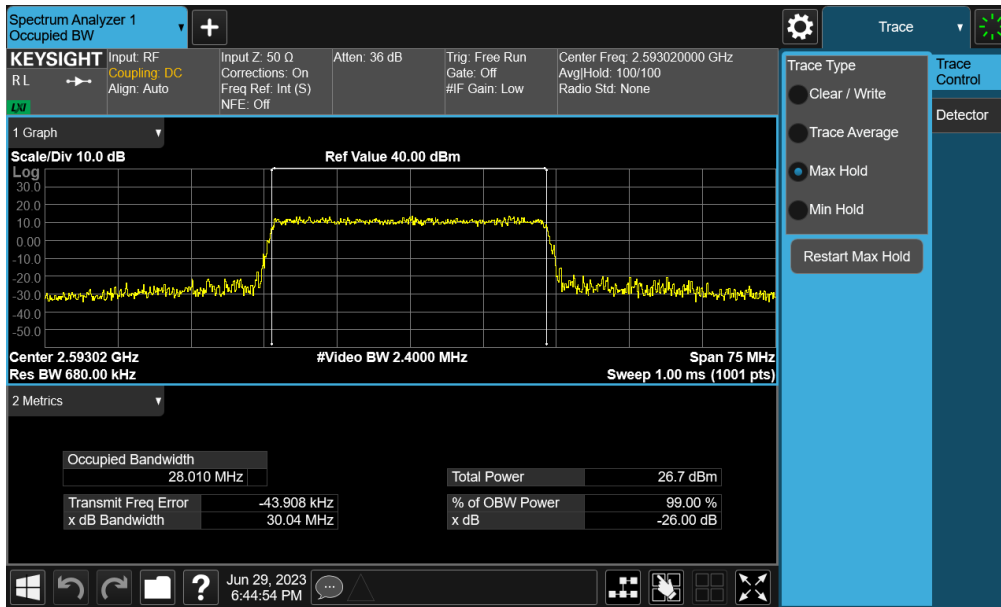 Spectrum Analyzer 1
Occupied BW
+
Trace
KEYSIGHT
R L
LXI
Input: RF
Coupling: DC
Align: Auto
Input Z: 50 Ω
Corrections: On
Freq Ref: Int (S)
NFE: Off
Atten: 36 dB
Trig: Free Run
Gate: Off
#IF Gain: Low
Center Freq: 2.593020000 GHz
Avg|Hold: 100/100
Radio Std: None
Trace Type
Clear / Write
Trace Average
Max Hold
Min Hold
Restart Max Hold
Trace
Control
Detector
1 Graph
Scale/Div 10.0 dB
Ref Value 40.00 dBm
Log
30.0
20.0
10.0
0.00
-10.0
-20.0
-30.0
-40.0
-50.0
Center 2.59302 GHz
#Video BW 2.4000 MHz
Span 75 MHz
Res BW 680.00 kHz
Sweep 1.00 ms (1001 pts)
2 Metrics
Occupied Bandwidth
28.010 MHz
Total Power 26.7 dBm
Transmit Freq Error -43.908 kHz
% of OBW Power 99.00 %
x dB Bandwidth 30.04 MHz
x dB -26.00 dB
?
Jun 29, 2023
6:44:54 PM